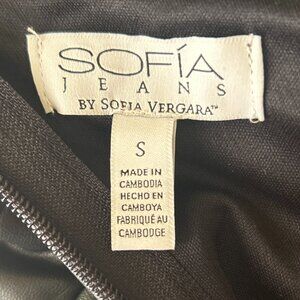 SOFÍA
JEANS
BY SOFIA VERGARA™
S
MADE IN
CAMBODIA
HECHO EN
CAMBOYA
FABRIQUÉ AU
CAMBODGE